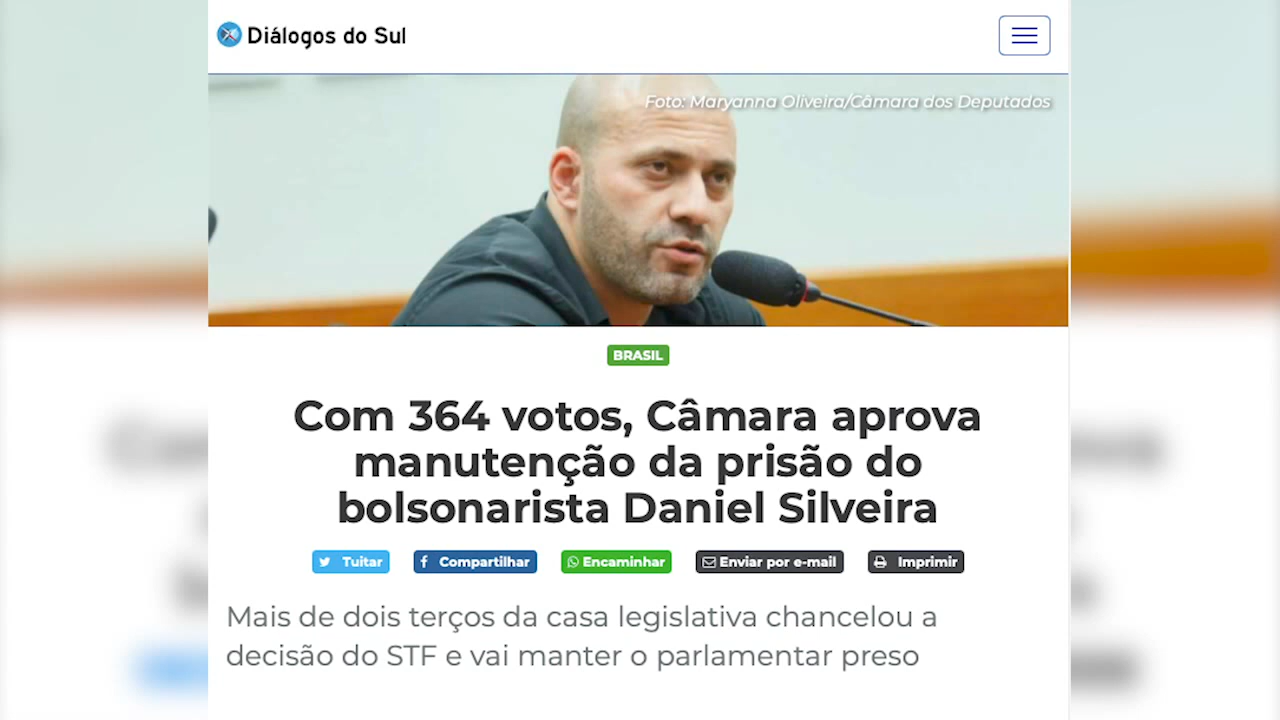 Diálogos do Sul
Foto: Maryanna Oliveira/Câmara dos Deputados
BRASIL
Com 364 votos, Câmara aprova
manutenção da prisão do
bolsonarista Daniel Silveira
Tuitar Compartilhar Encaminhar Enviar por e-mail Imprimir
Mais de dois terços da casa legislativa chancelou a
decisão do STF e vai manter o parlamentar preso